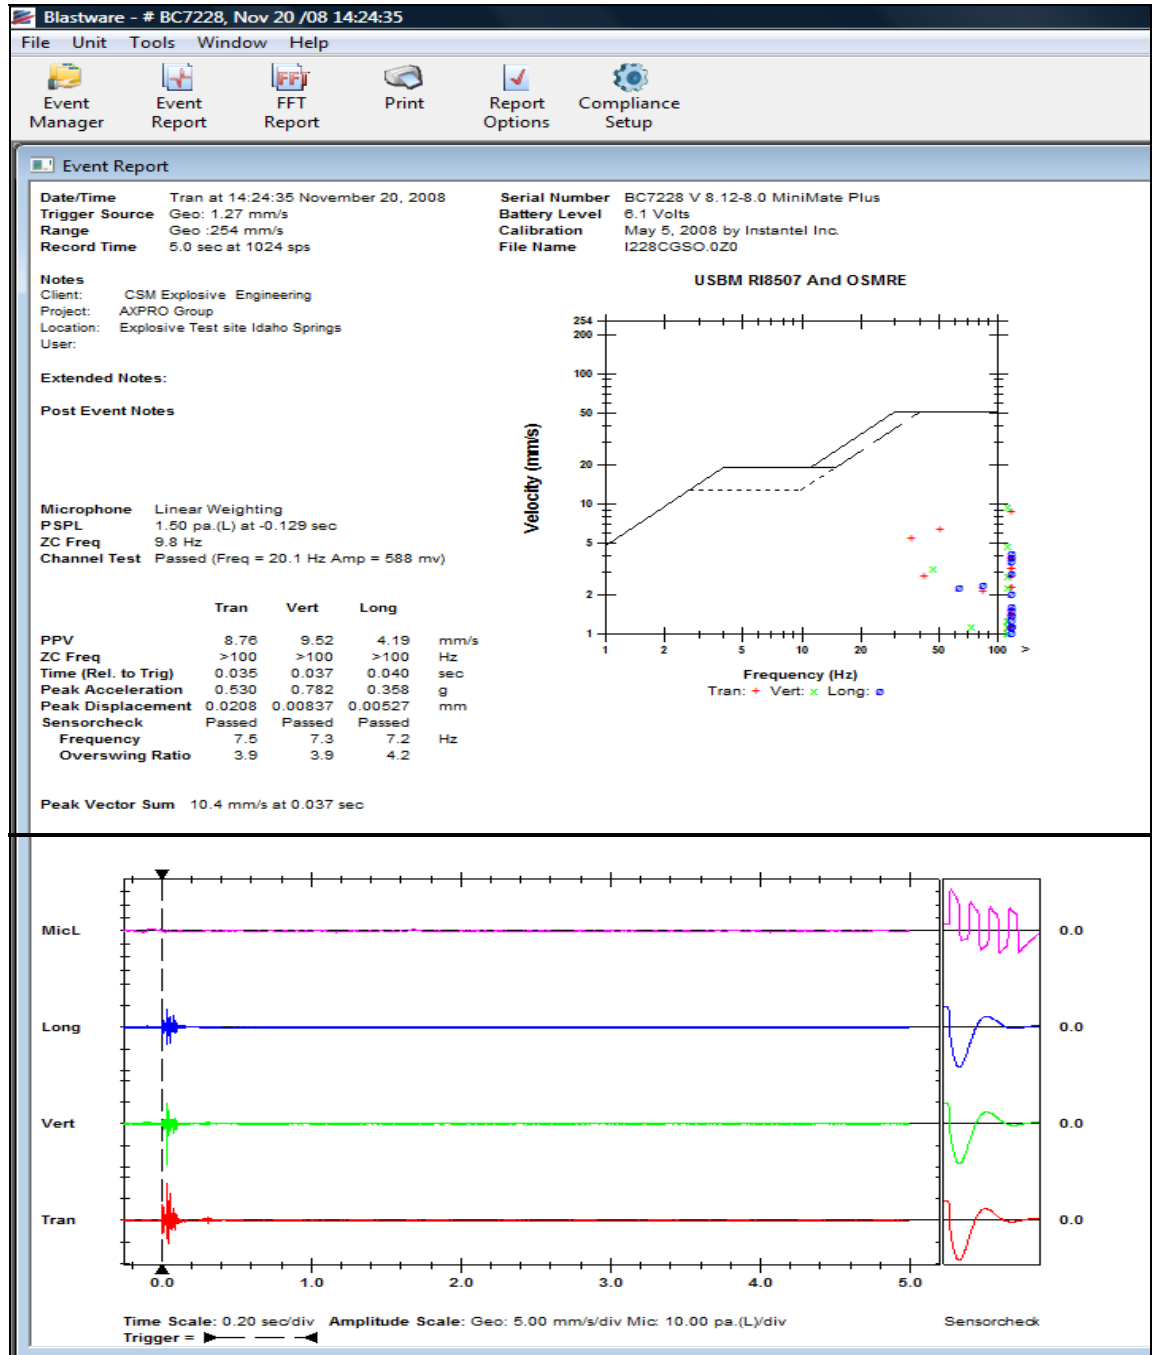 Blastware - # BC7228, Nov 20 /08 14:24:35
File Unit Tools Window Help
Event Manager
Event Report
FFT Report
Print
Report Options
Compliance Setup
Event Report
Date/Time Tran at 14:24:35 November 20, 2008
Trigger Source Geo: 1.27 mm/s
Range Geo :254 mm/s
Record Time 5.0 sec at 1024 sps
Serial Number BC7228 V 8.12-8.0 MiniMate Plus
Battery Level 6.1 Volts
Calibration May 5, 2008 by Instantel Inc.
File Name I228CGSO.0Z0
Notes
Client: CSM Explosive Engineering
Project: AXPRO Group
Location: Explosive Test site Idaho Springs
User:
Extended Notes:
Post Event Notes
Microphone Linear Weighting
PSPL 1.50 pa.(L) at -0.129 sec
ZC Freq 9.8 Hz
Channel Test Passed (Freq = 20.1 Hz Amp = 588 mv)
Tran Vert Long
PPV 8.76 9.52 4.19 mm/s
ZC Freq >100 >100 >100 Hz
Time (Rel. to Trig) 0.035 0.037 0.040 sec
Peak Acceleration 0.530 0.782 0.358 g
Peak Displacement 0.0208 0.00837 0.00527 mm
Sensorcheck Passed Passed Passed
Frequency 7.5 7.3 7.2 Hz
Overswing Ratio 3.9 3.9 4.2
Peak Vector Sum 10.4 mm/s at 0.037 sec
USBM RI8507 And OSMRE
254
200
100
50
20
10
5
2
1
Velocity (mm/s)
1 2 5 10 20 50 100 >
Frequency (Hz)
Tran: + Vert: x Long: ø
MicL 0.0
Long 0.0
Vert 0.0
Tran 0.0
0.0 1.0 2.0 3.0 4.0 5.0
Time Scale: 0.20 sec/div Amplitude Scale: Geo: 5.00 mm/s/div Mic: 10.00 pa.(L)/div
Sensorcheck
Trigger =